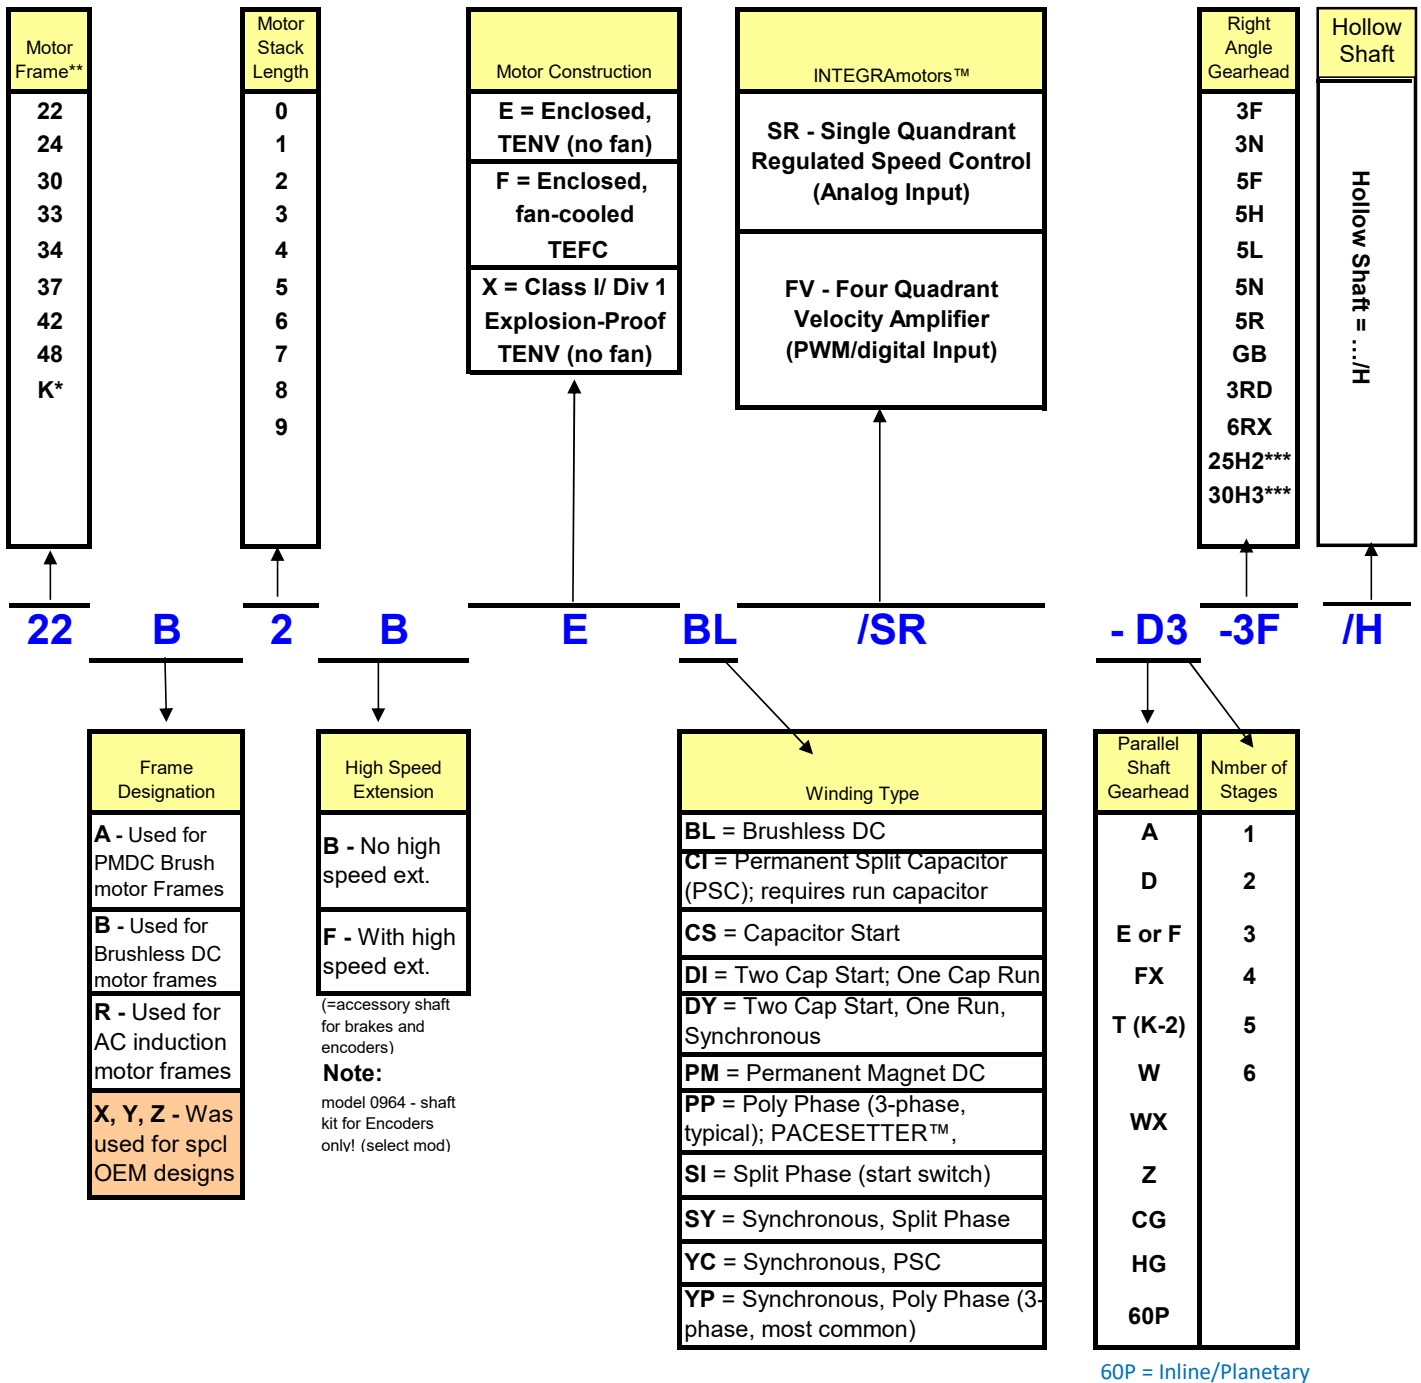 Motor
Frame**
22
24
30
33
34
37
42
48
K*
Motor
Stack
Length
0
1
2
3
4
5
6
7
8
9
Motor Construction
E = Enclosed,
TENV (no fan)
F = Enclosed,
fan-cooled
TEFC
X = Class I/ Div 1
Explosion-Proof
TENV (no fan)
INTEGRAmotors™
SR - Single Quandrant
Regulated Speed Control
(Analog Input)
FV - Four Quadrant
Velocity Amplifier
(PWM/digital Input)
Right
Angle
Gearhead
3F
3N
5F
5H
5L
5N
5R
GB
3RD
6RX
25H2***
30H3***
Hollow
Shaft
Hollow Shaft = …./H
22 B 2 B E BL /SR - D3 -3F /H
Frame
Designation
A - Used for
PMDC Brush
motor Frames
B - Used for
Brushless DC
motor frames
R - Used for
AC induction
motor frames
X, Y, Z - Was
used for spcl
OEM designs
High Speed
Extension
B - No high
speed ext.
F - With high
speed ext.
(=accessory shaft
for brakes and
encoders)
Note:
model 0964 - shaft
kit for Encoders
only! (select mod)
Winding Type
BL = Brushless DC
CI = Permanent Split Capacitor
(PSC); requires run capacitor
CS = Capacitor Start
DI = Two Cap Start; One Cap Run
DY = Two Cap Start, One Run,
Synchronous
PM = Permanent Magnet DC
PP = Poly Phase (3-phase,
typical); PACESETTER™,
SI = Split Phase (start switch)
SY = Synchronous, Split Phase
YC = Synchronous, PSC
YP = Synchronous, Poly Phase (3-
phase, most common)
Parallel
Shaft
Gearhead
A
D
E or F
FX
T (K-2)
W
WX
Z
CG
HG
60P
Nmber of
Stages
1
2
3
4
5
6
60P = Inline/Planetary